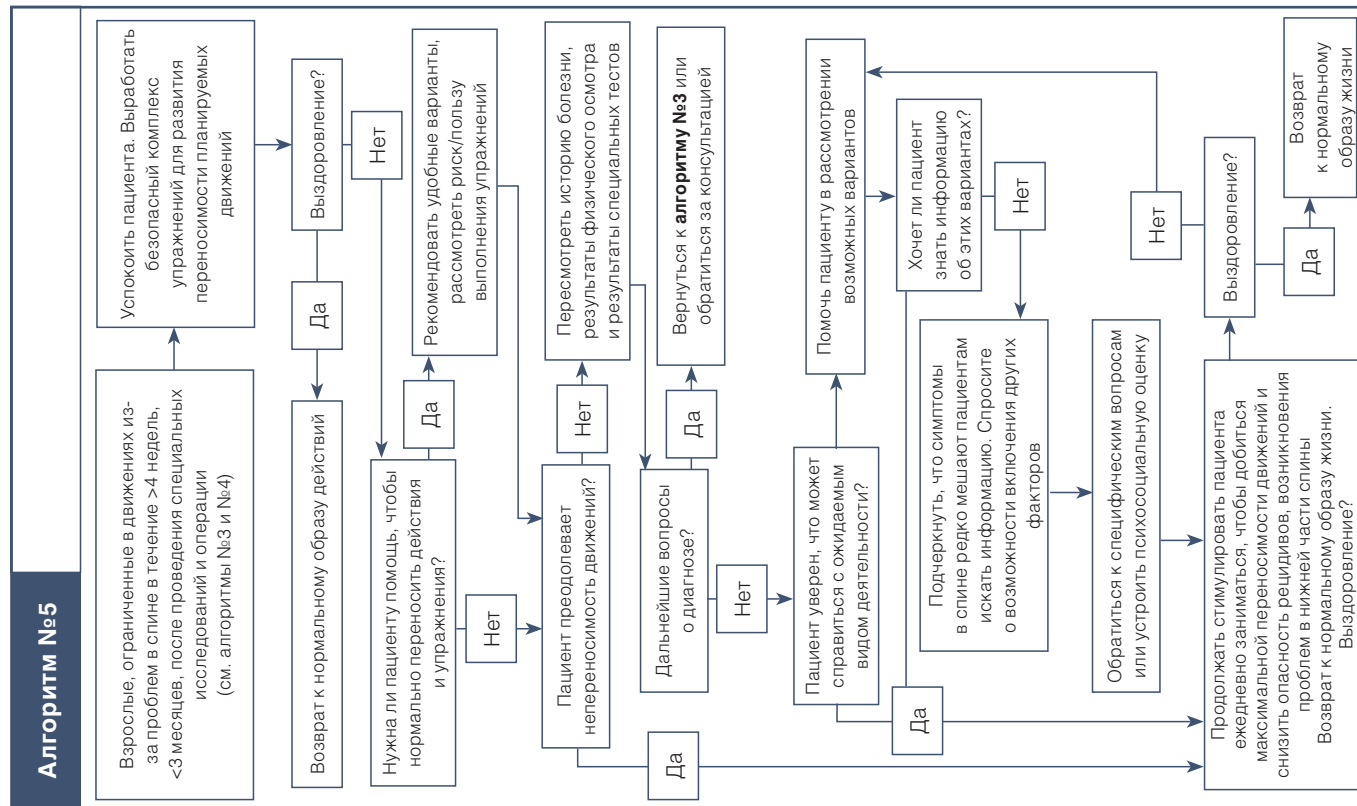 Алгоритм №5
Взрослые, ограниченные в движениях из-
за проблем в спине в течение >4 недель,
<3 месяцев, после проведения специальных
исследований и операции
(см. алгоритмы №3 и №4)
Успокоить пациента. Выработать
безопасный комплекс
упражнений для развития
переносимости планируемых
движений
Выздоровление?
Да
Нет
Возврат к нормальному образу действий
Нужна ли пациенту помощь, чтобы
нормально переносить действия
и упражнения?
Да
Нет
Рекомендовать удобные варианты,
рассмотреть риск/пользу
выполнения упражнений
Пациент преодолевает
непереносимость движений?
Нет
Да
Пересмотреть историю болезни,
результаты физического осмотра
и результаты специальных тестов
Дальнейшие вопросы
о диагнозе?
Да
Нет
Вернуться к алгоритму №3 или
обратиться за консультацией
Пациент уверен, что может
справиться с ожидаемым
видом деятельности?
Помочь пациенту в рассмотрении
возможных вариантов
Хочет ли пациент
знать информацию
об этих вариантах?
Да
Нет
Подчеркнуть, что симптомы
в спине редко мешают пациентам
искать информацию. Спросите
о возможности включения других
факторов
Обратиться к специфическим вопросам
или устроить психосоциальную оценку
Продолжать стимулировать пациента
ежедневно заниматься, чтобы добиться
максимальной переносимости движений и
снизить опасность рецидивов, возникновения
проблем в нижней части спины
Возврат к нормальному образу жизни.
Выздоровление?
Выздоровление?
Нет
Да
Возврат
к нормальному
образу жизни